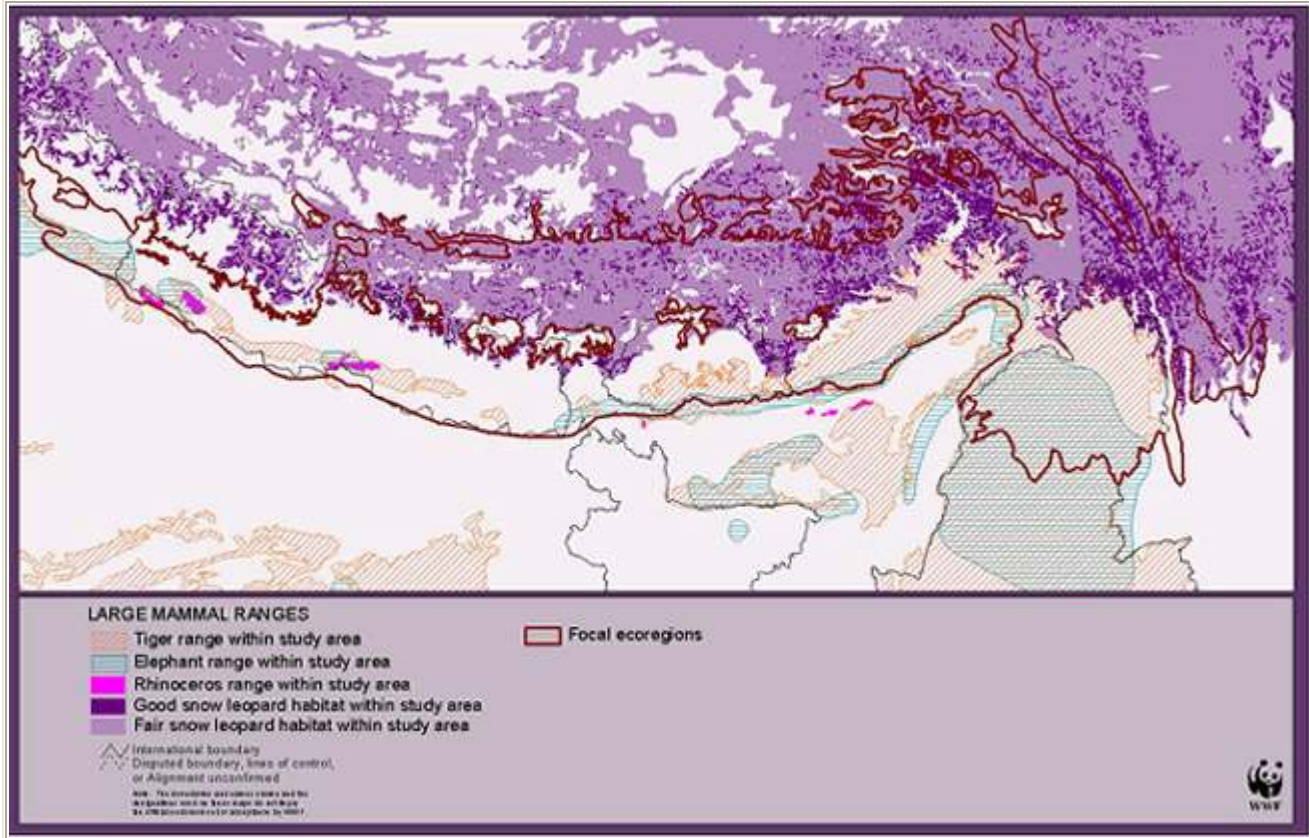 LARGE MAMMAL RANGES
Tiger range within study area
Elephant range within study area
Rhinoceros range within study area
Good snow leopard habitat within study area
Fair snow leopard habitat within study area
International boundary
Disputed boundary, lines of control,
or Alignment unconfirmed
Focal ecoregions
WWF